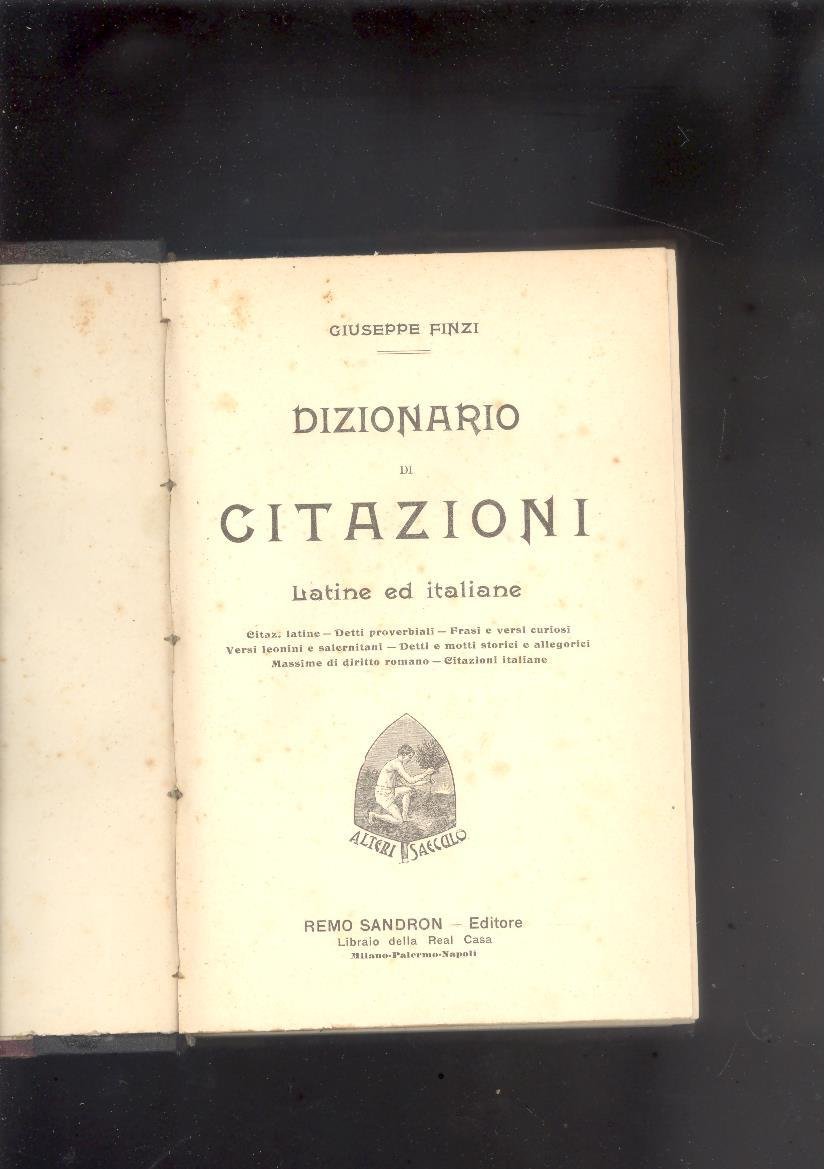 GIUSEPPE FINZI
DIZIONARIO
DI
CITAZIONI
Latine ed italiane
Citaz. latine — Detti proverbiali — Frasi e versi curiosi
Versi leonini e salernitani — Detti e motti storici e allegorici
Massime di diritto romano — Citazioni italiane
ALTERI SAECULO
REMO SANDRON — Editore
Libraio della Real Casa
Milano-Palermo-Napoli